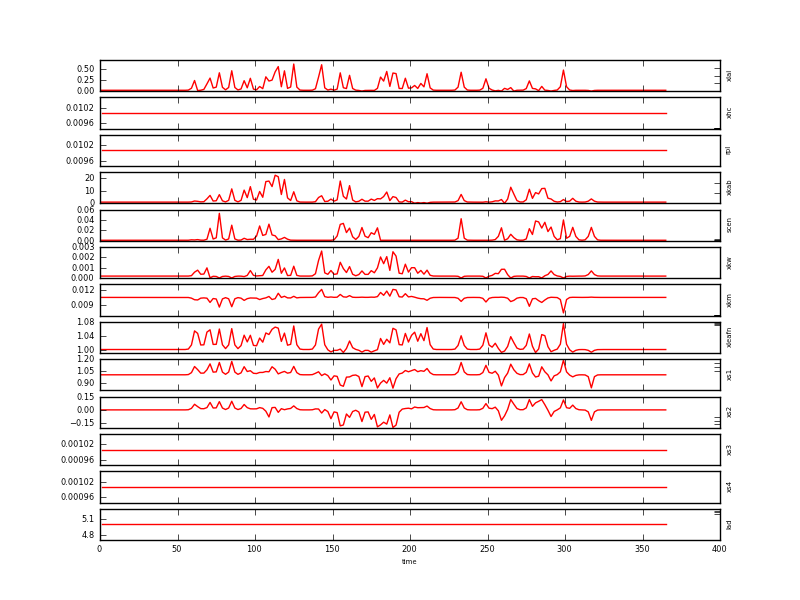 0.50
0.25
0.00
xlai
0.0102
0.0096
xhc
0.0102
0.0096
rpl
20
10
0
xkab
0.06
0.04
0.02
0.00
scen
0.003
0.002
0.001
0.000
xkw
0.012
0.009
xkm
1.08
1.04
1.00
xleafn
1.20
1.05
0.90
xs1
0.15
0.00
−0.15
xs2
0.00102
0.00096
xs3
0.00102
0.00096
xs4
5.1
4.8
lad
0 50 100 150 200 250 300 350 400
time